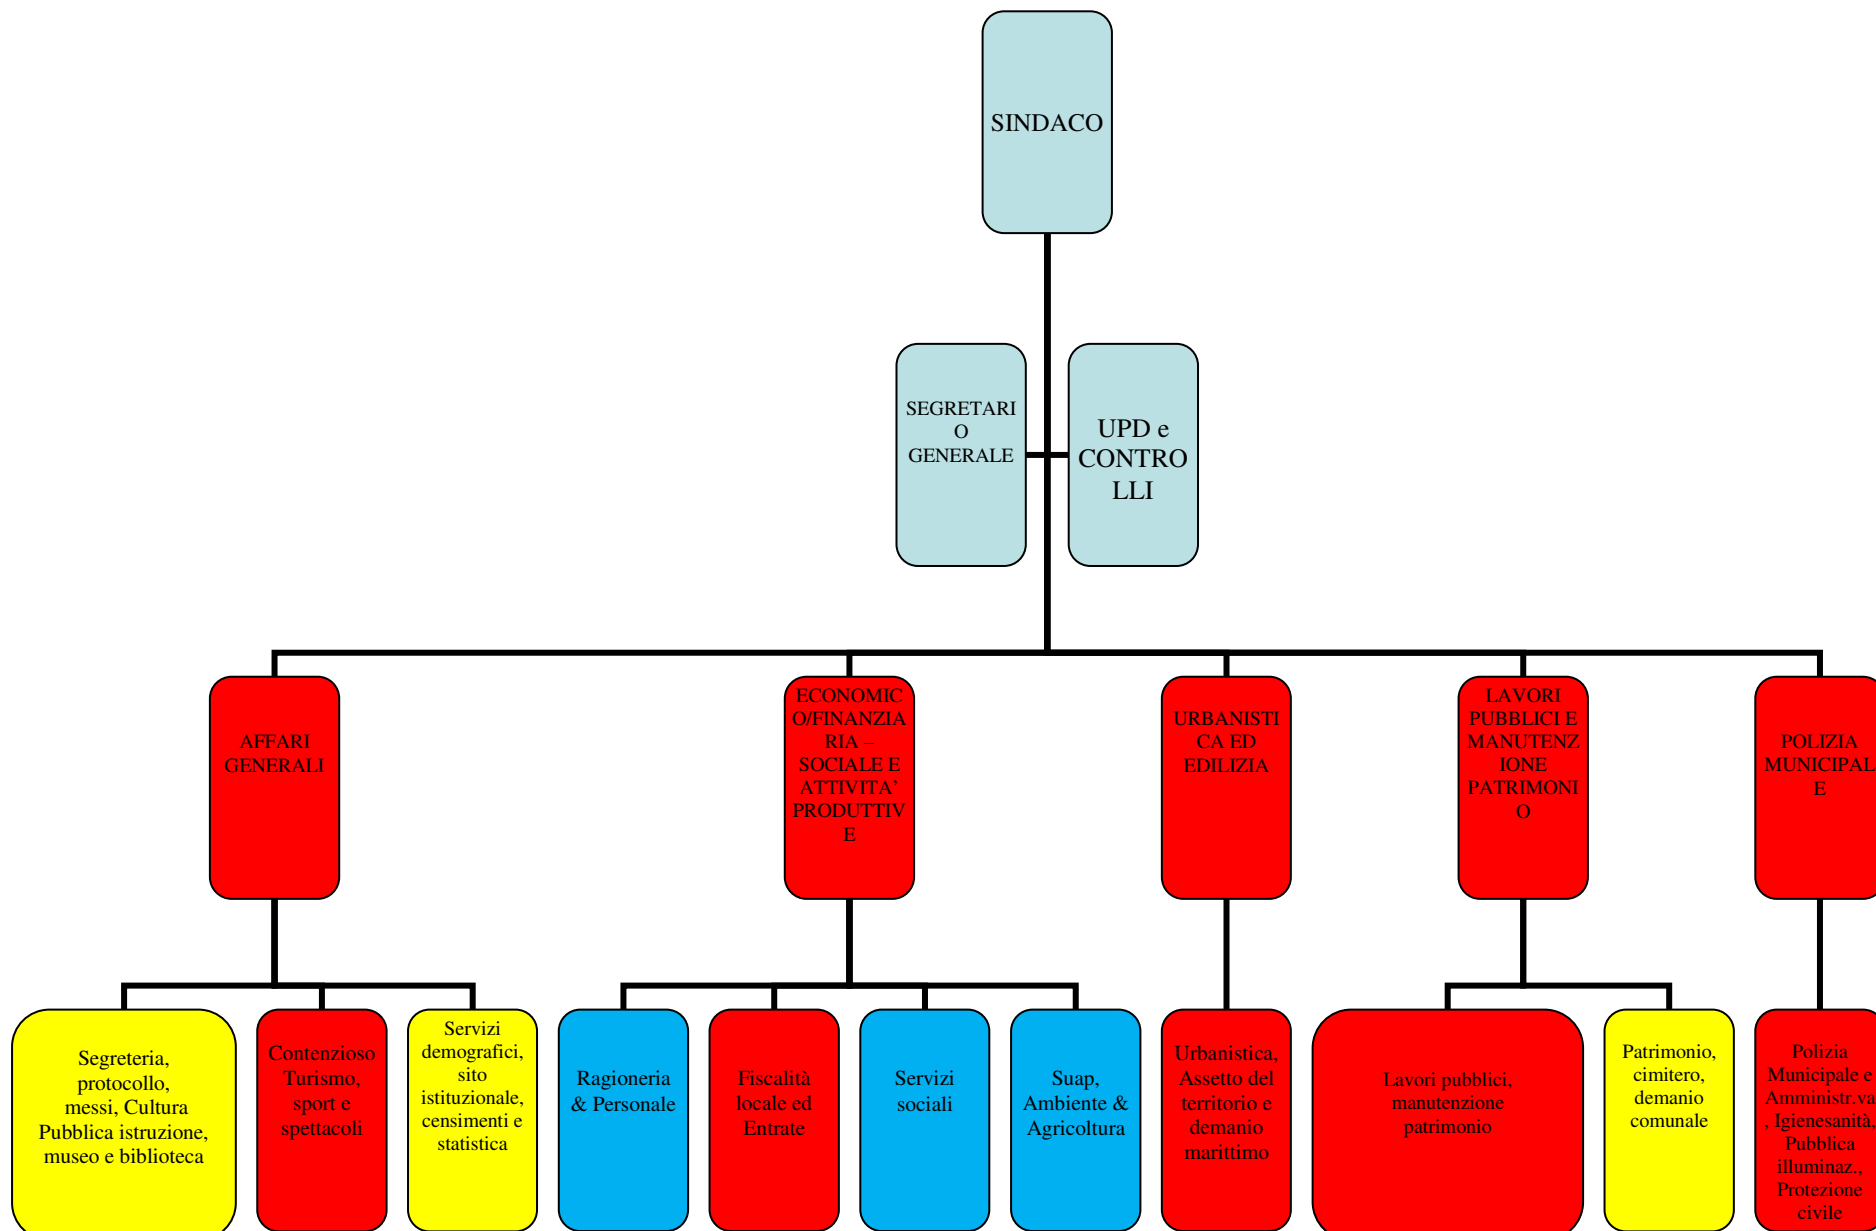 SINDACO
SEGRETARI
O
GENERALE
UPD e
CONTRO
LLI
AFFARI
GENERALI
ECONOMIC
O/FINANZIA
RIA –
SOCIALE E
ATTIVITA’
PRODUTTIV
E
URBANISTI
CA ED
EDILIZIA
LAVORI
PUBBLICI E
MANUTENZ
IONE
PATRIMONI
O
POLIZIA
MUNICIPAL
E
Segreteria,
protocollo,
messi, Cultura
Pubblica istruzione,
museo e biblioteca
Contenzioso
Turismo,
sport e
spettacoli
Servizi
demografici,
sito
istituzionale,
censimenti e
statistica
Ragioneria
& Personale
Fiscalità
locale ed
Entrate
Servizi
sociali
Suap,
Ambiente &
Agricoltura
Urbanistica,
Assetto del
territorio e
demanio
marittimo
Lavori pubblici,
manutenzione
patrimonio
Patrimonio,
cimitero,
demanio
comunale
Polizia
Municipale e
Amministr.va
, Igienesanità,
Pubblica
illuminaz.,
Protezione
civile